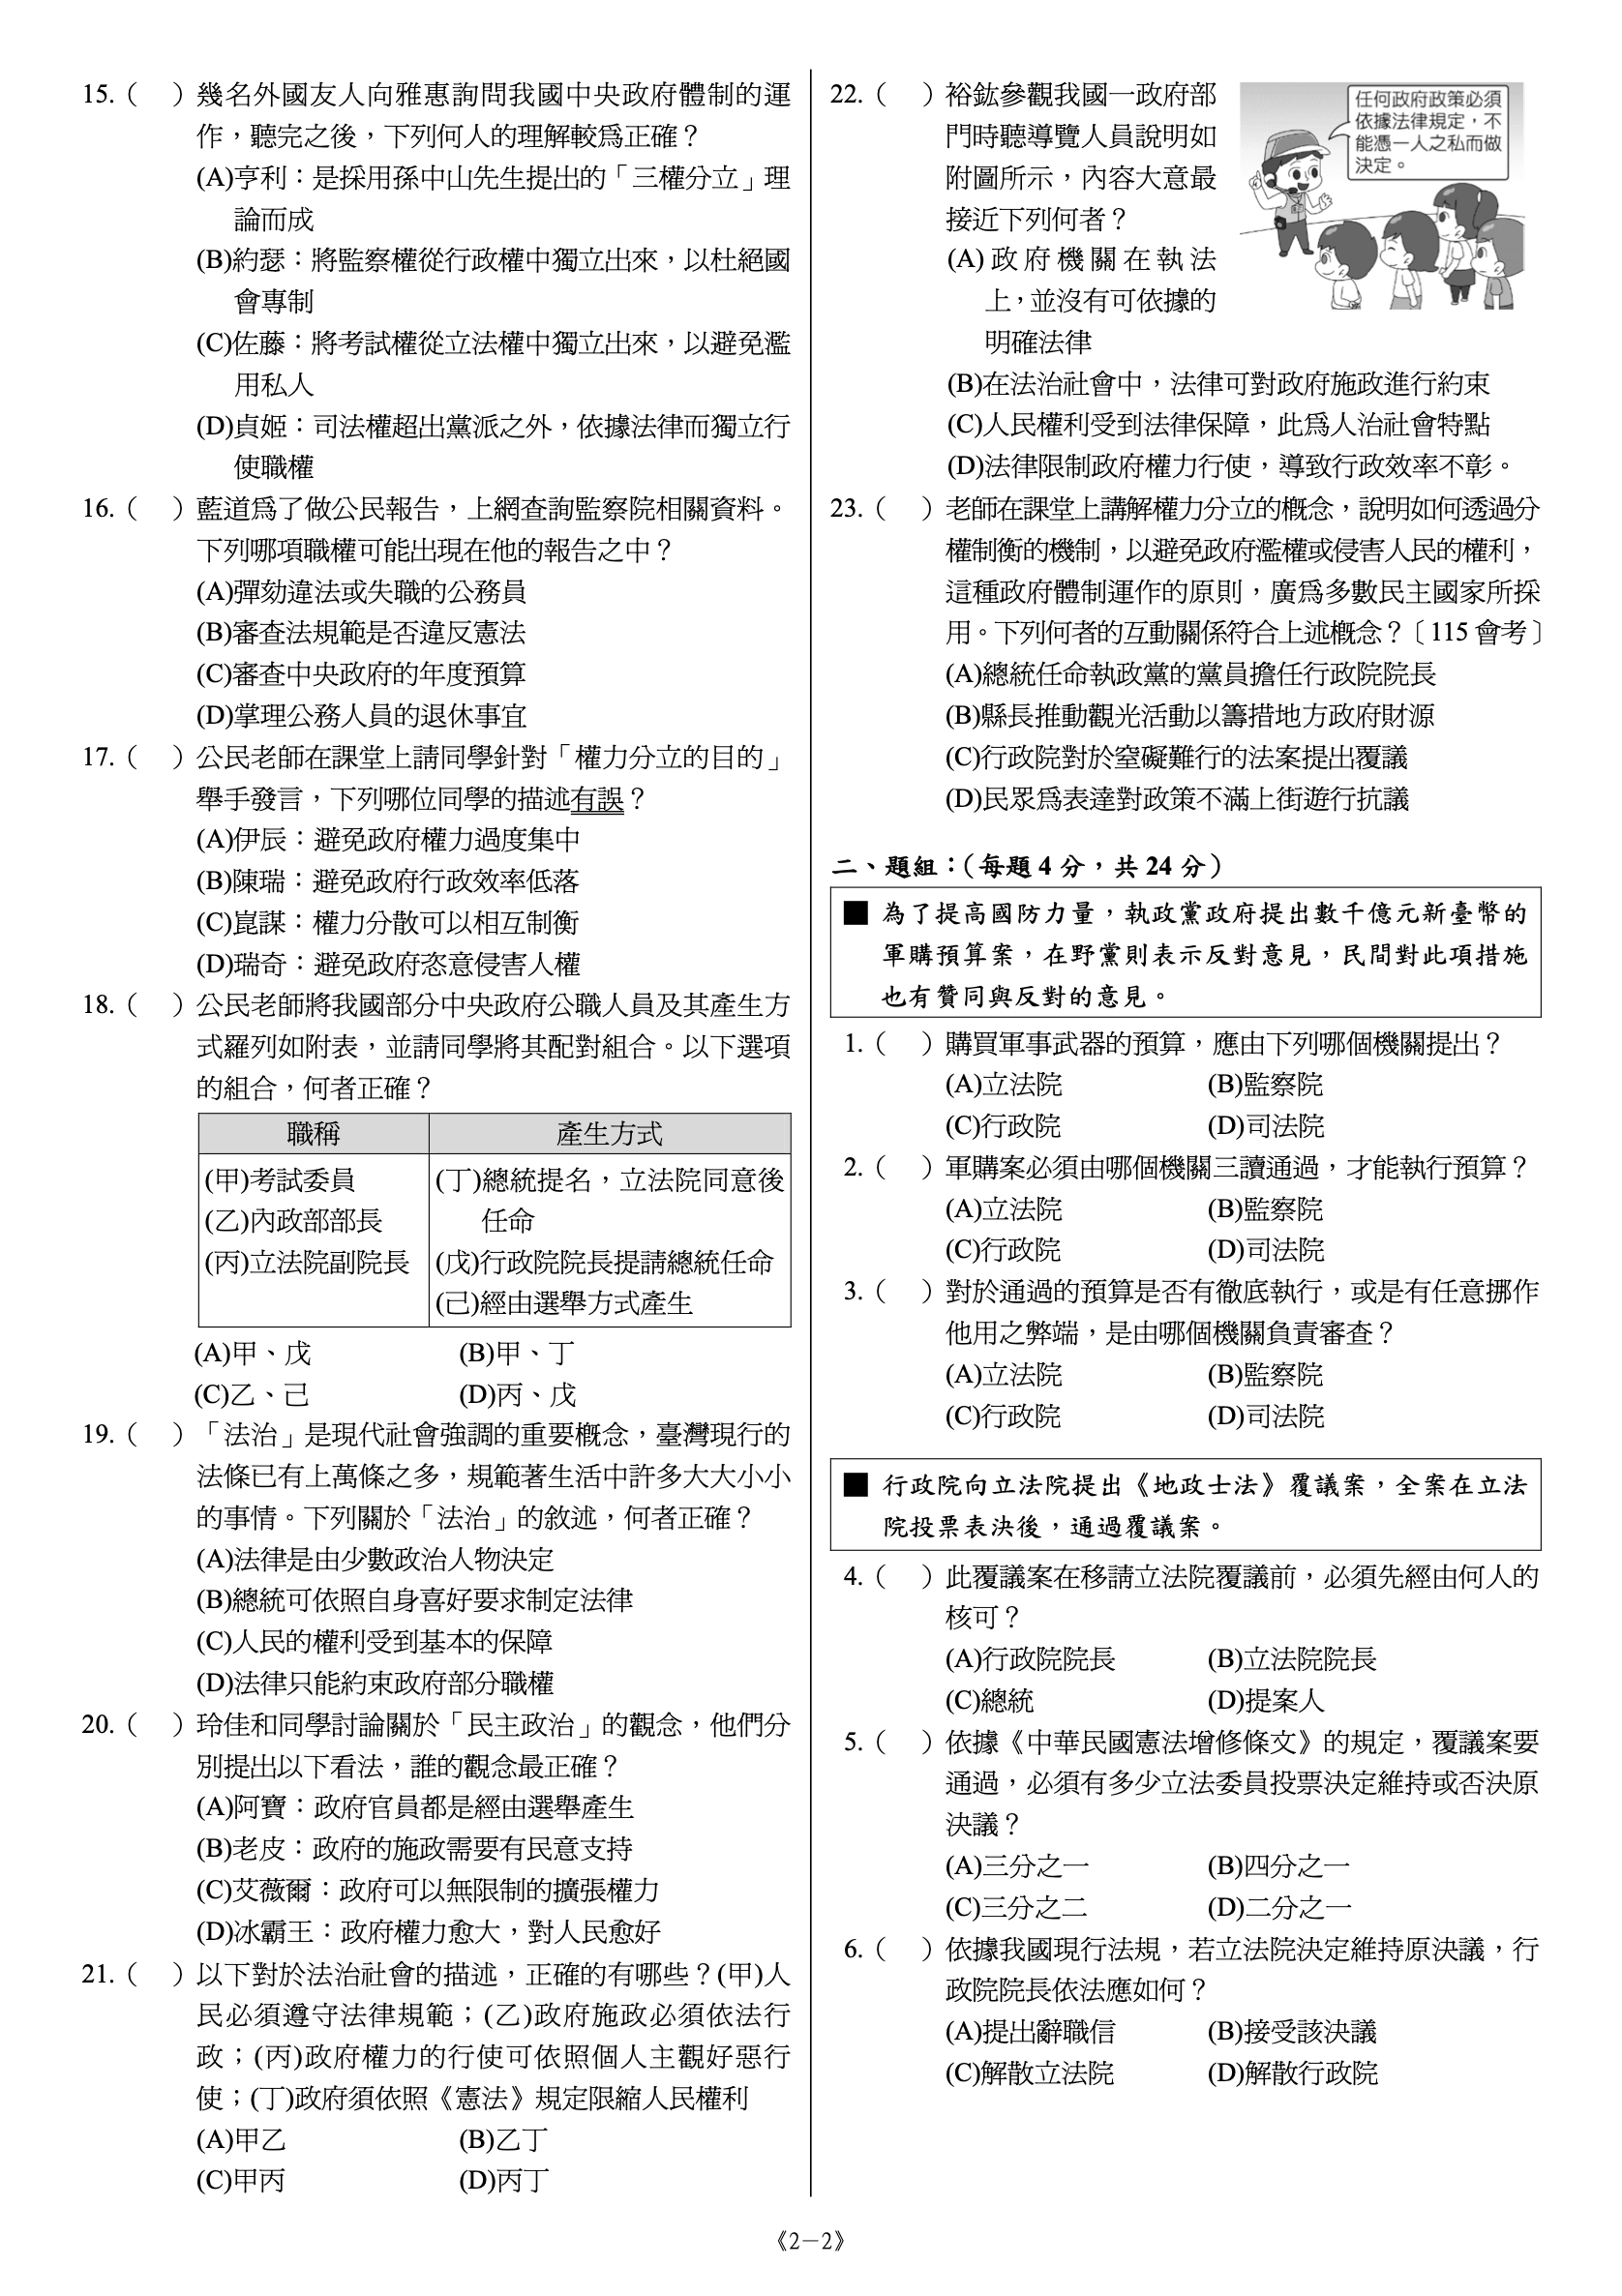 15.（　）幾名外國友人向雅惠詢問我國中央政府體制的運
作，聽完之後，下列何人的理解較為正確？
(A)亨利：是採用孫中山先生提出的「三權分立」理
論而成
(B)約瑟：將監察權從行政權中獨立出來，以杜絕國
會專制
(C)佐藤：將考試權從立法權中獨立出來，以避免濫
用私人
(D)貞姬：司法權超出黨派之外，依據法律而獨立行
使職權
16.（　）藍道為了做公民報告，上網查詢監察院相關資料。
下列哪項職權可能出現在他的報告之中？
(A)彈劾違法或失職的公務員
(B)審查法規範是否違反憲法
(C)審查中央政府的年度預算
(D)掌理公務人員的退休事宜
17.（　）公民老師在課堂上請同學針對「權力分立的目的」
舉手發言，下列哪位同學的描述有誤？
(A)伊辰：避免政府權力過度集中
(B)陳瑞：避免政府行政效率低落
(C)崑謀：權力分散可以相互制衡
(D)瑞奇：避免政府恣意侵害人權
18.（　）公民老師將我國部分中央政府公職人員及其產生方
式羅列如附表，並請同學將其配對組合。以下選項
的組合，何者正確？
職稱　產生方式
(甲)考試委員　(丁)總統提名，立法院同意後
(乙)內政部部長　任命
(丙)立法院副院長　(戊)行政院院長提請總統任命
(己)經由選舉方式產生
(A)甲、戊　(B)甲、丁
(C)乙、己　(D)丙、戊
19.（　）「法治」是現代社會強調的重要概念，臺灣現行的
法條已有上萬條之多，規範著生活中許多大大小小
的事情。下列關於「法治」的敘述，何者正確？
(A)法律是由少數政治人物決定
(B)總統可依照自身喜好要求制定法律
(C)人民的權利受到基本的保障
(D)法律只能約束政府部分職權
20.（　）玲佳和同學討論關於「民主政治」的觀念，他們分
別提出以下看法，誰的觀念最正確？
(A)阿寶：政府官員都是經由選舉產生
(B)老皮：政府的施政需要有民意支持
(C)艾薇爾：政府可以無限制的擴張權力
(D)冰霸王：政府權力愈大，對人民愈好
21.（　）以下對於法治社會的描述，正確的有哪些？(甲)人
民必須遵守法律規範；(乙)政府施政必須依法行
政；(丙)政府權力的行使可依照個人主觀好惡行
使；(丁)政府須依照《憲法》規定限縮人民權利
(A)甲乙　(B)乙丁
(C)甲丙　(D)丙丁
22.（　）裕鈜參觀我國一政府部
門時聽導覽人員說明如
附圖所示，內容大意最
接近下列何者？
(A)政府機關在執法
上，並沒有可依據的
明確法律
(B)在法治社會中，法律可對政府施政進行約束
(C)人民權利受到法律保障，此為人治社會特點
(D)法律限制政府權力行使，導致行政效率不彰。
任何政府政策必須
依據法律規定，不
能憑一人之私而做
決定。
23.（　）老師在課堂上講解權力分立的概念，說明如何透過分
權制衡的機制，以避免政府濫權或侵害人民的權利，
這種政府體制運作的原則，廣為多數民主國家所採
用。下列何者的互動關係符合上述概念？〔115 會考〕
(A)總統任命執政黨的黨員擔任行政院院長
(B)縣長推動觀光活動以籌措地方政府財源
(C)行政院對於窒礙難行的法案提出覆議
(D)民眾為表達對政策不滿上街遊行抗議
二、題組：（每題 4 分，共 24 分）
■ 為了提高國防力量，執政黨政府提出數千億元新臺幣的
軍購預算案，在野黨則表示反對意見，民間對此項措施
也有贊同與反對的意見。
1.（　）購買軍事武器的預算，應由下列哪個機關提出？
(A)立法院　(B)監察院
(C)行政院　(D)司法院
2.（　）軍購案必須由哪個機關三讀通過，才能執行預算？
(A)立法院　(B)監察院
(C)行政院　(D)司法院
3.（　）對於通過的預算是否有徹底執行，或是有任意挪作
他用之弊端，是由哪個機關負責審查？
(A)立法院　(B)監察院
(C)行政院　(D)司法院
■ 行政院向立法院提出《地政士法》覆議案，全案在立法
院投票表決後，通過覆議案。
4.（　）此覆議案在移請立法院覆議前，必須先經由何人的
核可？
(A)行政院院長　(B)立法院院長
(C)總統　(D)提案人
5.（　）依據《中華民國憲法增修條文》的規定，覆議案要
通過，必須有多少立法委員投票決定維持或否決原
決議？
(A)三分之一　(B)四分之一
(C)三分之二　(D)二分之一
6.（　）依據我國現行法規，若立法院決定維持原決議，行
政院院長依法應如何？
(A)提出辭職信　(B)接受該決議
(C)解散立法院　(D)解散行政院
《2－2》